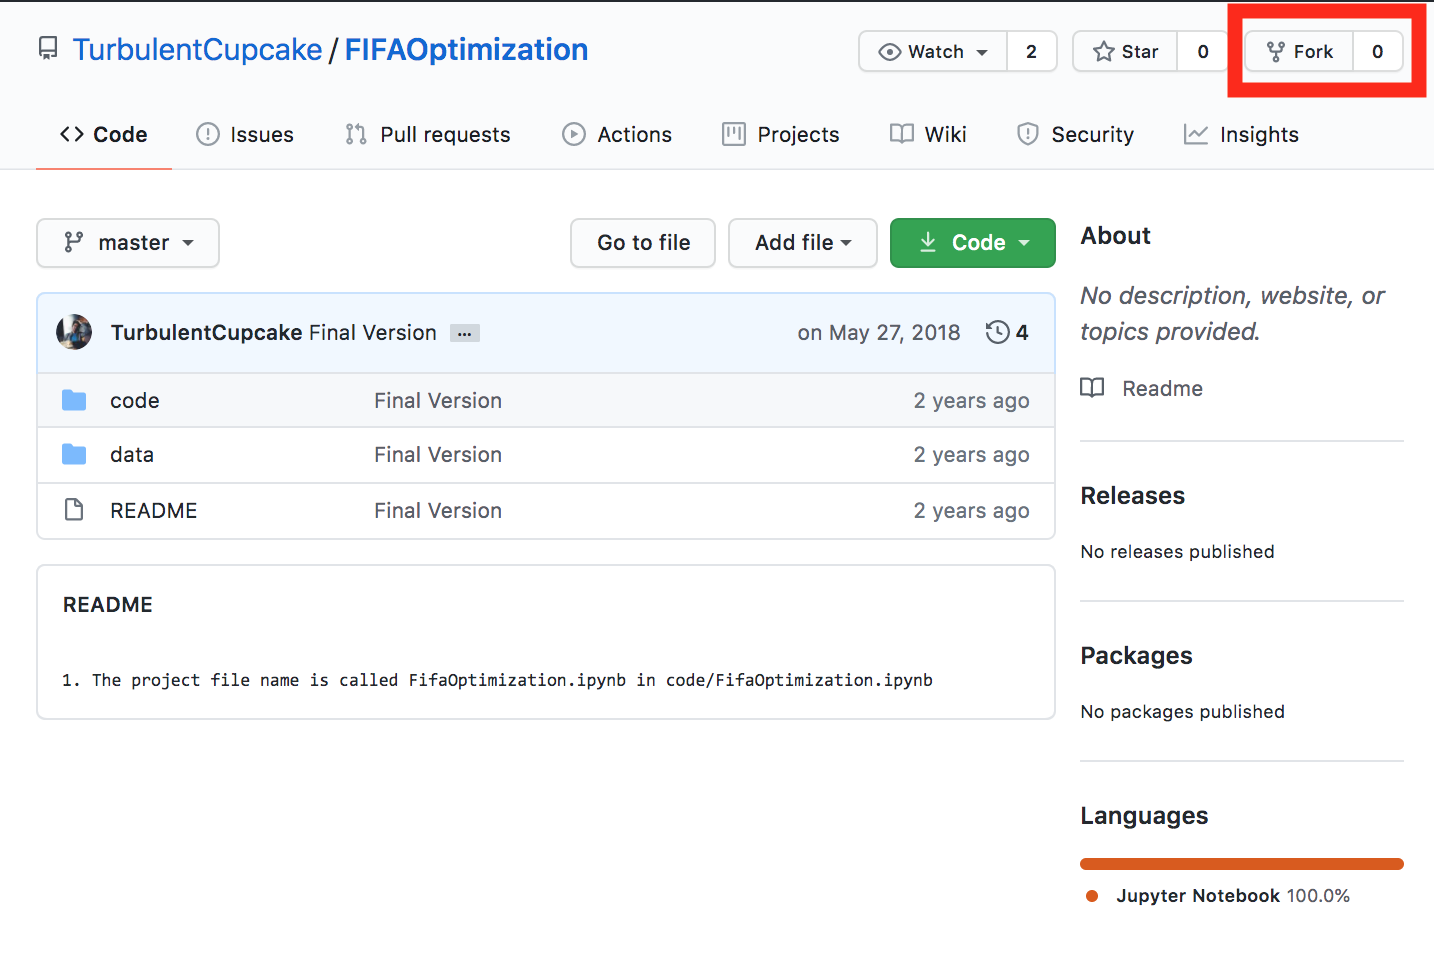 TurbulentCupcake / FIFAOptimization
Watch 2 Star 0 Fork 0
Code Issues Pull requests Actions Projects Wiki Security Insights
master Go to file Add file Code
TurbulentCupcake Final Version ... on May 27, 2018 4
code Final Version 2 years ago
data Final Version 2 years ago
README Final Version 2 years ago
README
1. The project file name is called FifaOptimization.ipynb in code/FifaOptimization.ipynb
About
No description, website, or
topics provided.
Readme
Releases
No releases published
Packages
No packages published
Languages
Jupyter Notebook 100.0%